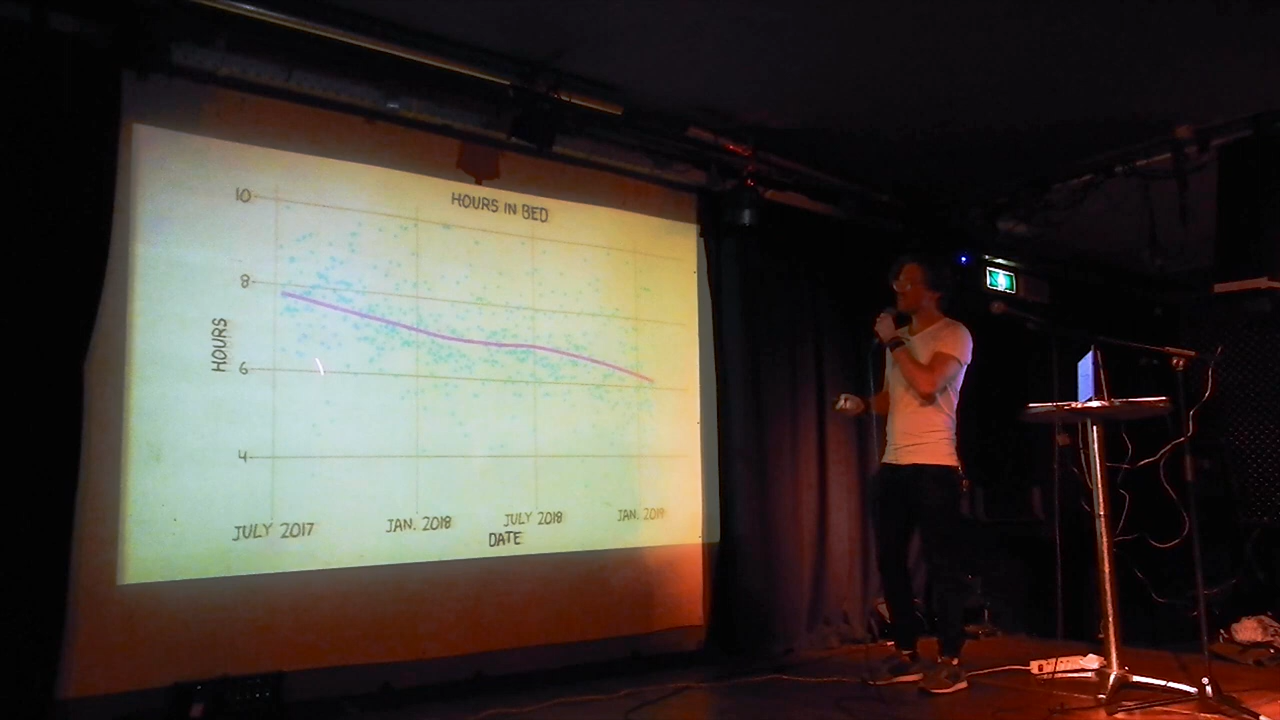 HOURS IN BED
10
8
6
4
HOURS
JULY 2017 JAN. 2018 JULY 2018 JAN. 2019
DATE